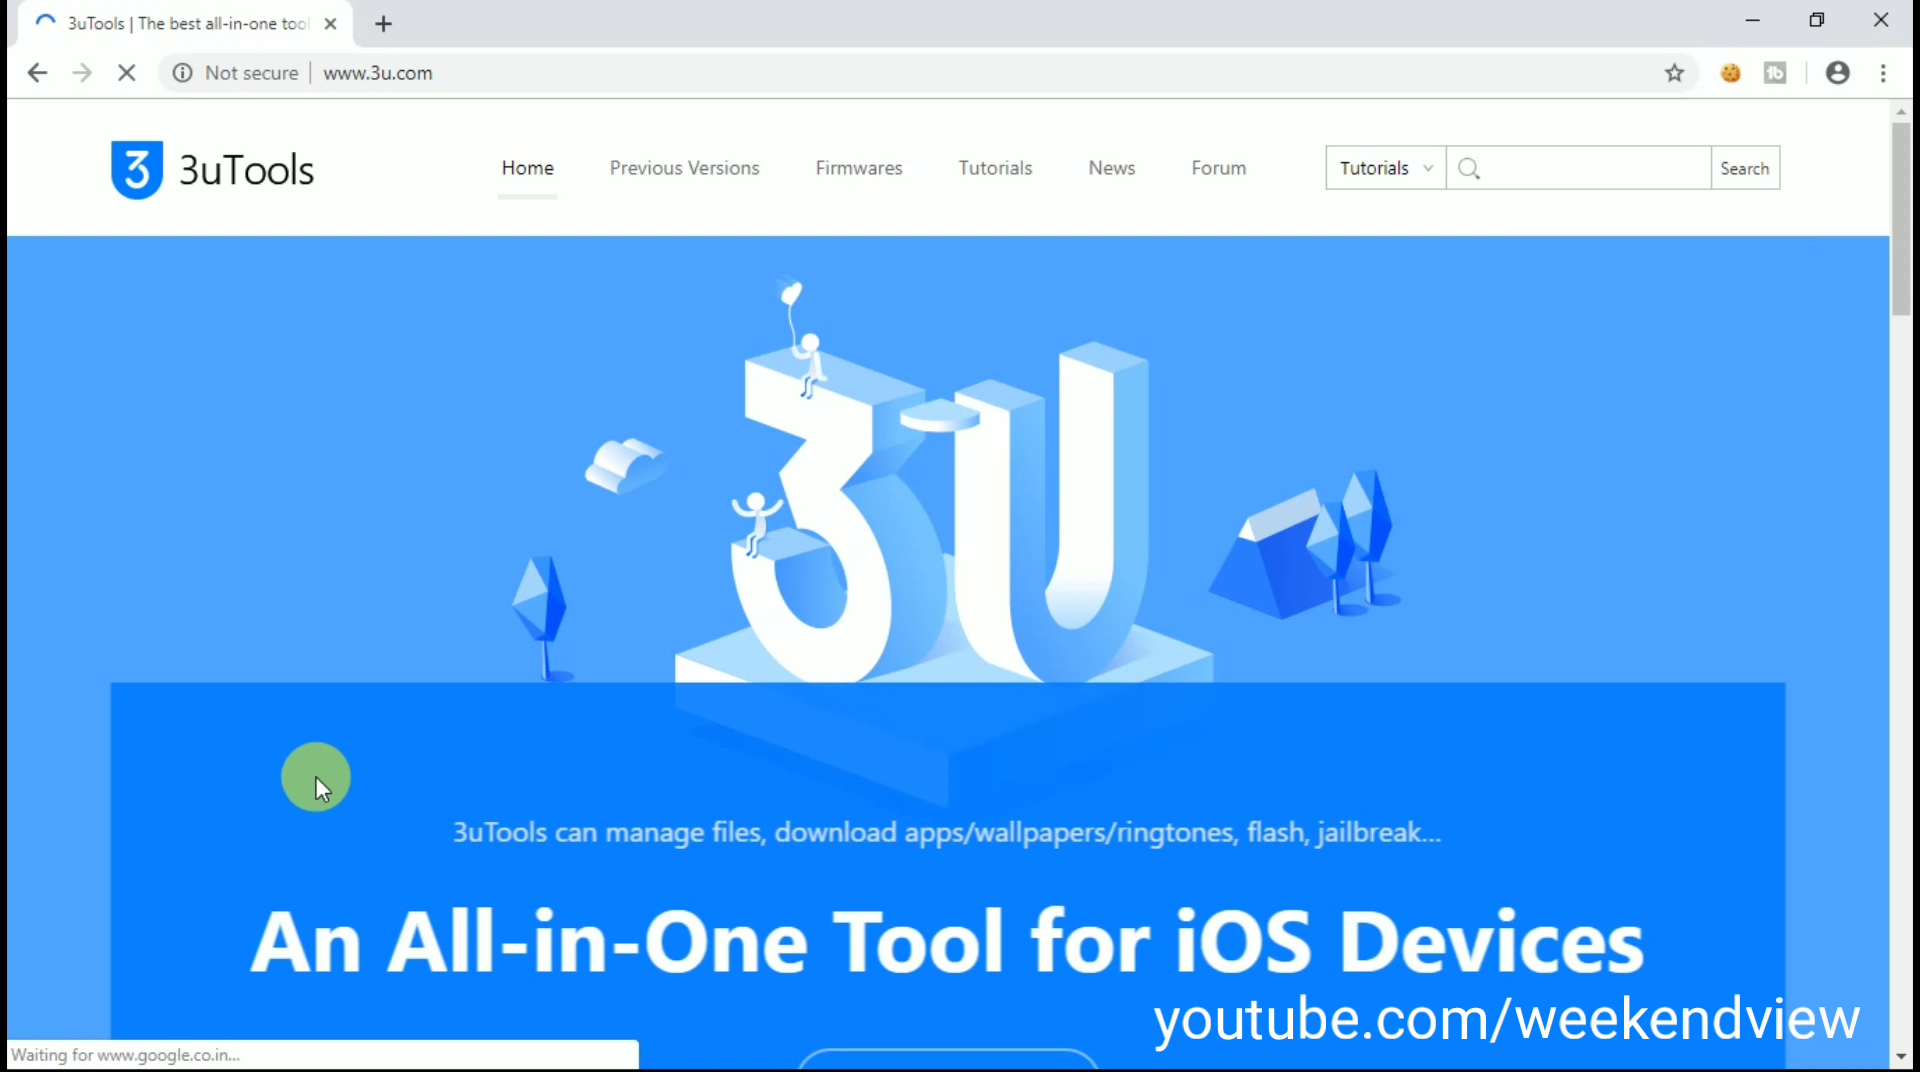 3uTools | The best all-in-one tool
Not secure | www.3u.com
3 3uTools
Home Previous Versions Firmwares Tutorials News Forum Tutorials Search
3U
3uTools can manage files, download apps/wallpapers/ringtones, flash, jailbreak...
An All-in-One Tool for iOS Devices
youtube.com/weekendview
Waiting for www.google.co.in...